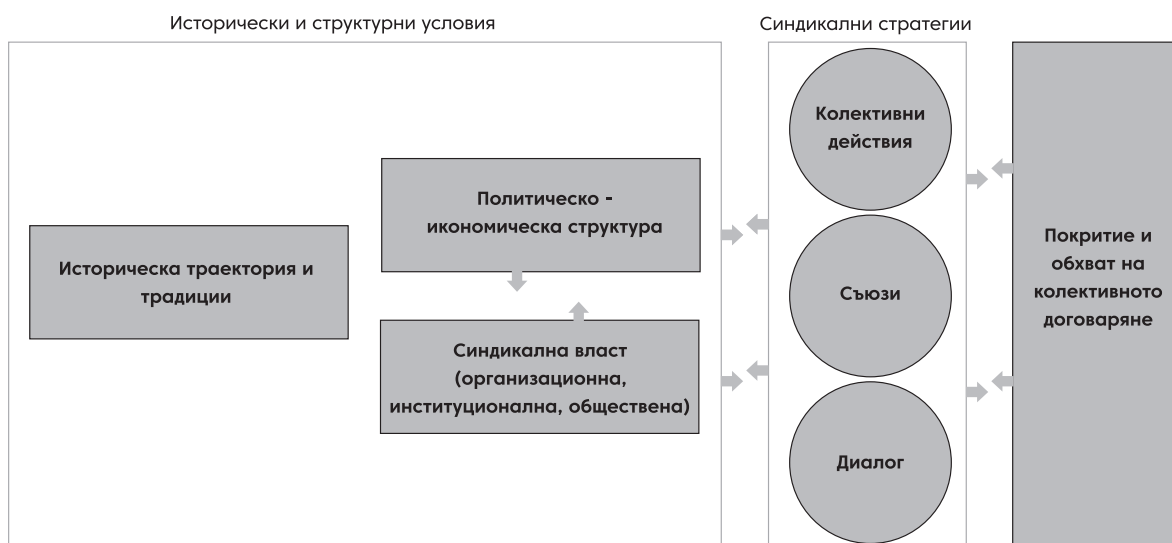 Исторически и структурни условия
Синдикални стратегии
Историческа траектория и
традиции
Политическо -
икономическа структура
Синдикална власт
(организационна,
институционална, обществена)
Колективни
действия
Съюзи
Диалог
Покритие и
обхват на
колективното
договаряне